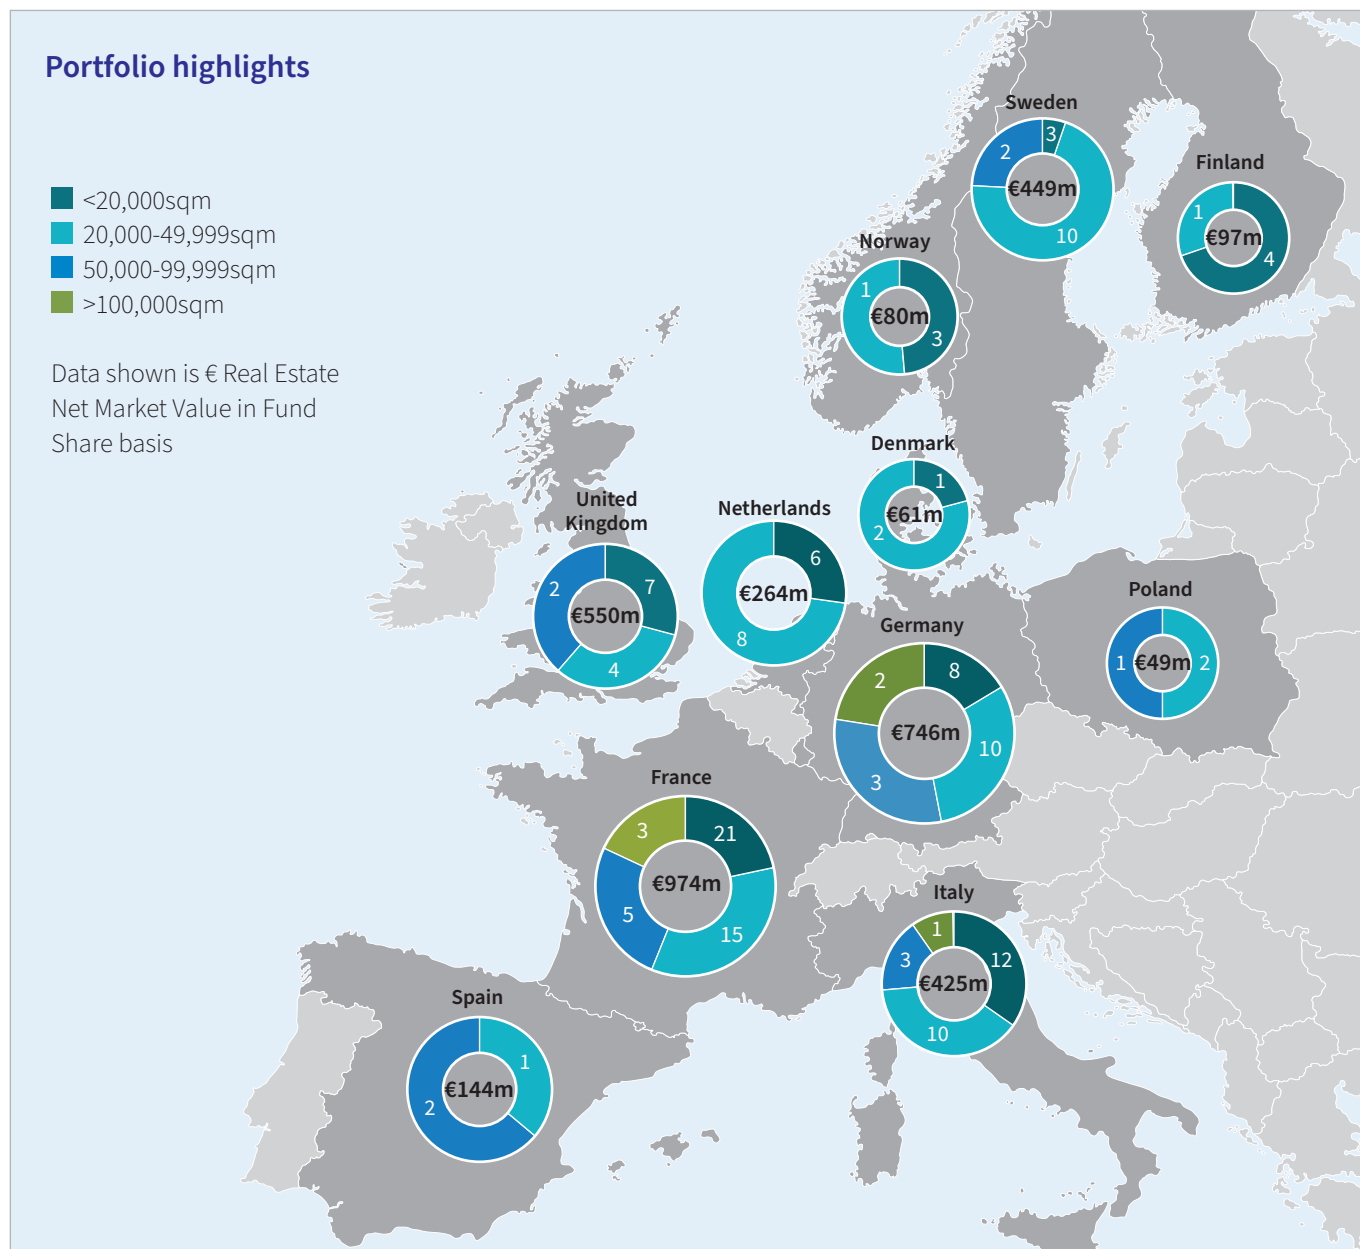 Portfolio highlights
<20,000sqm
20,000-49,999sqm
50,000-99,999sqm
>100,000sqm
Data shown is € Real Estate
Net Market Value in Fund
Share basis
Sweden
3
2
€449m
10
Finland
1
€97m
4
Norway
1
€80m
3
Denmark
1
€61m
2
United
Kingdom
2
7
€550m
4
Netherlands
6
€264m
8
Poland
1
€49m
2
Germany
2
8
€746m
10
3
France
3
21
€974m
5
15
Italy
1
12
3
€425m
10
Spain
1
€144m
2